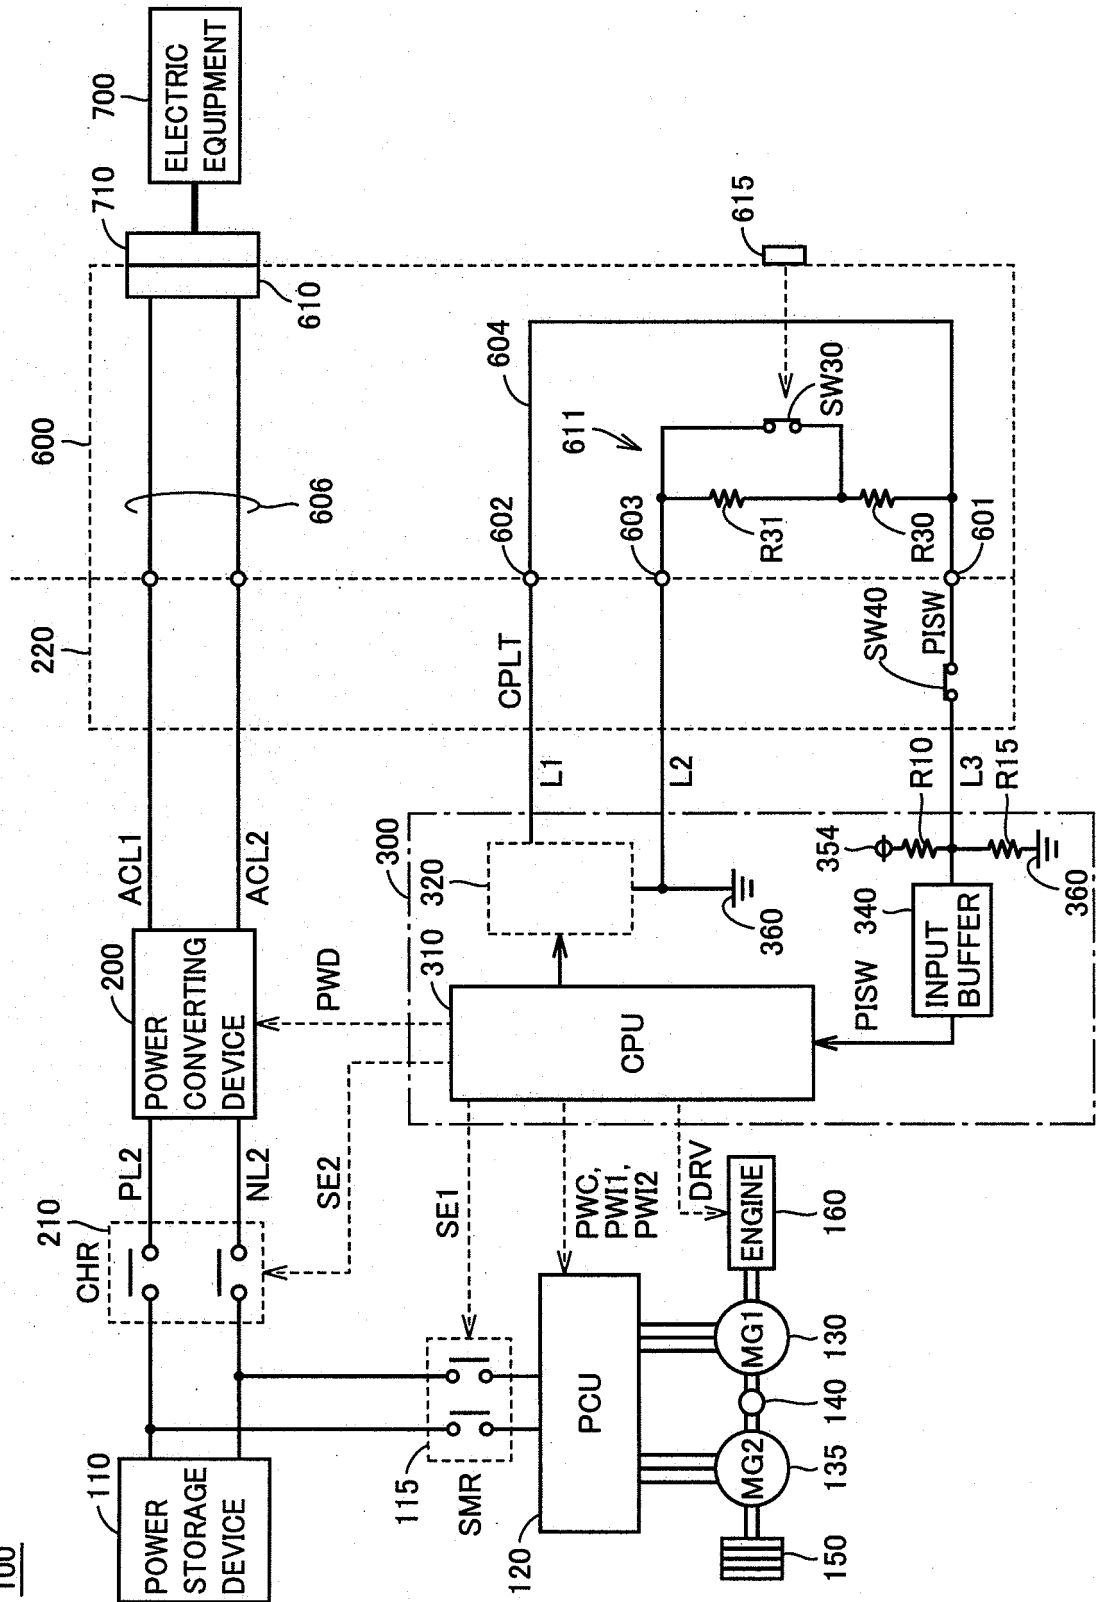 100
110
POWER
STORAGE
DEVICE
CHR
210
PL2
NL2
200
POWER
CONVERTING
DEVICE
ACL1
ACL2
220
600
606
610
710
700
ELECTRIC
EQUIPMENT
SE2
PWD
115
SMR
SE1
120
PCU
PWC,
PWI1,
PWI2
DRV
300
310
CPU
320
360
L1
L2
CPLT
602
603
604
611
R31
R30
SW30
615
601
PISW
SW40
L3
R10
R15
354
360
340
INPUT
BUFFER
PISW
150
MG2
135
140
MG1
130
ENGINE
160